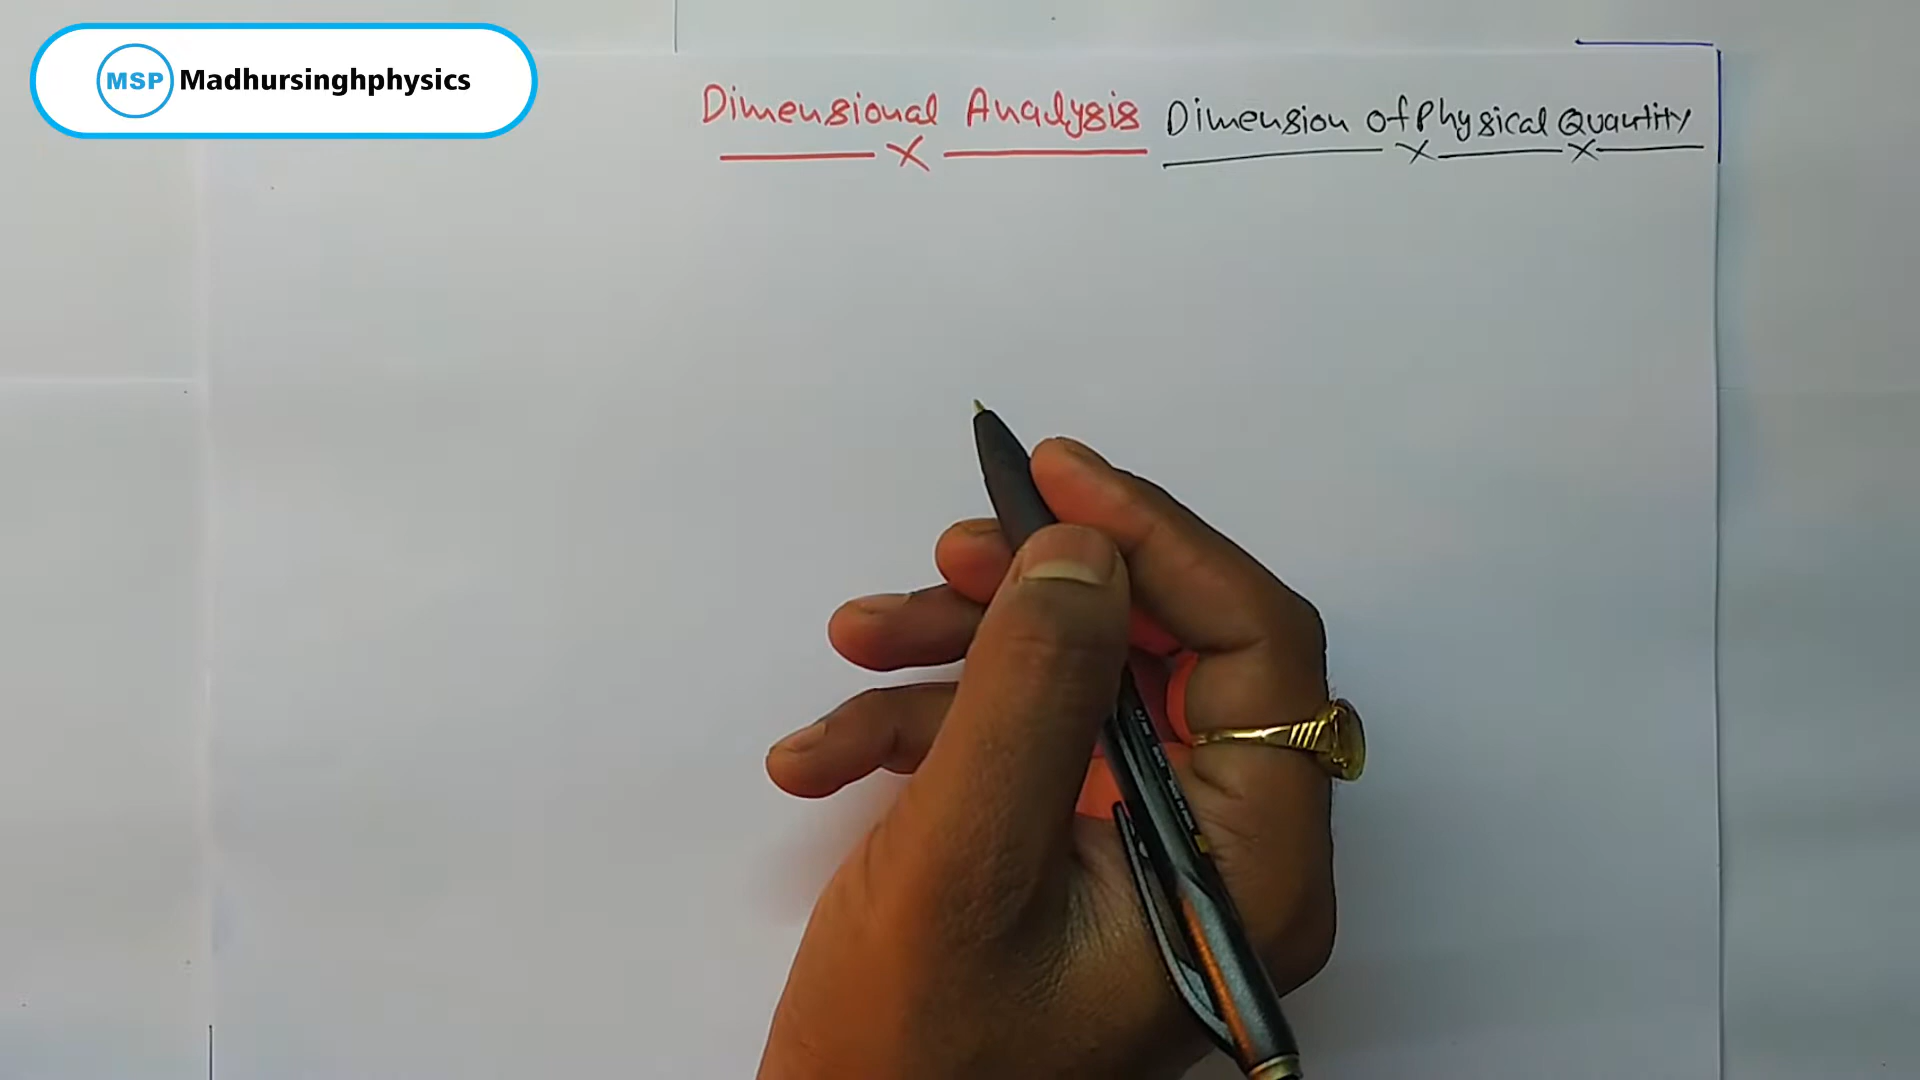 MSP Madhursinghphysics
Dimensional Analysis Dimension of Physical Quantity